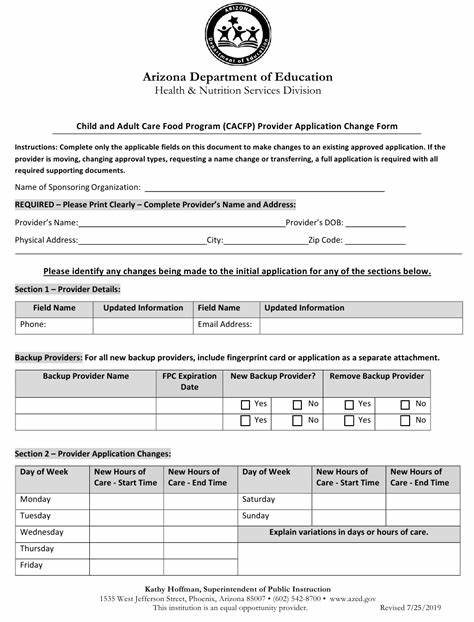 ARIZONA
Department of Education
Arizona Department of Education
Health & Nutrition Services Division
Child and Adult Care Food Program (CACFP) Provider Application Change Form
Instructions: Complete only the applicable fields on this document to make changes to an existing approved application. If the
provider is moving, changing approval types, requesting a name change or transferring, a full application is required with all
required supporting documents.
Name of Sponsoring Organization:
REQUIRED – Please Print Clearly – Complete Provider's Name and Address:
Provider's Name: Provider's DOB:
Physical Address: City: Zip Code:
Please identify any changes being made to the initial application for any of the sections below.
Section 1 – Provider Details:
Field Name Updated Information Field Name Updated Information
Phone: Email Address:
Backup Providers: For all new backup providers, include fingerprint card or application as a separate attachment.
Backup Provider Name FPC Expiration Date New Backup Provider? Remove Backup Provider
Yes No Yes No
Yes No Yes No
Section 2 – Provider Application Changes:
Day of Week New Hours of Care - Start Time New Hours of Care - End Time Day of Week New Hours of Care - Start Time New Hours of Care - End Time
Monday Saturday
Tuesday Sunday
Wednesday Explain variations in days or hours of care.
Thursday
Friday
Kathy Hoffman, Superintendent of Public Instruction
1535 West Jefferson Street, Phoenix, Arizona 85007 • (602) 542-8700 • www.azed.gov
This institution is an equal opportunity provider. Revised 7/25/2019